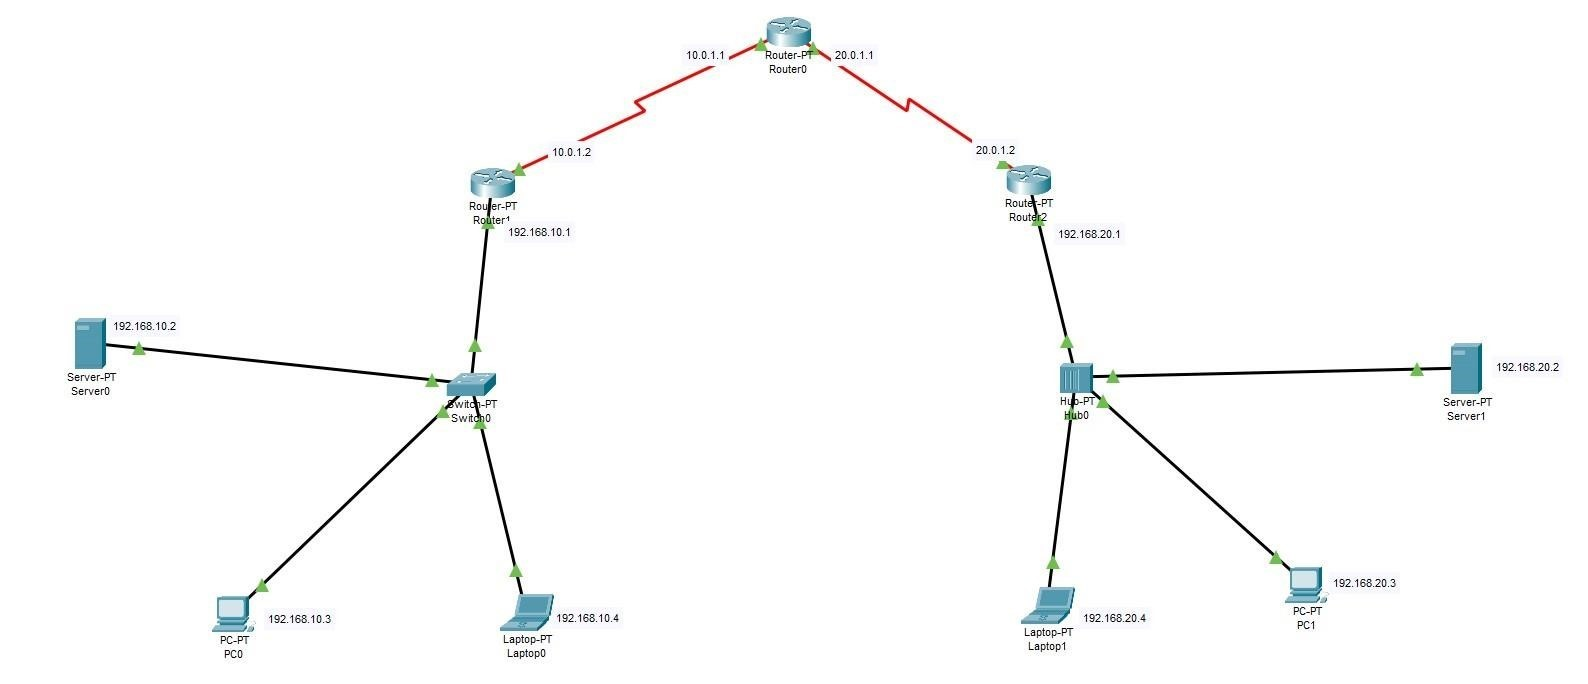 10.0.1.1
20.0.1.1
Router-PT
Router0
10.0.1.2
20.0.1.2
Router-PT
Router1
192.168.10.1
Router-PT
Router2
192.168.20.1
192.168.10.2
Server-PT
Server0
Switch-PT
Switch0
Hub-PT
Hub0
192.168.20.2
Server-PT
Server1
PC-PT
PC0
192.168.10.3
Laptop-PT
Laptop0
192.168.10.4
Laptop-PT
Laptop1
192.168.20.4
PC-PT
PC1
192.168.20.3